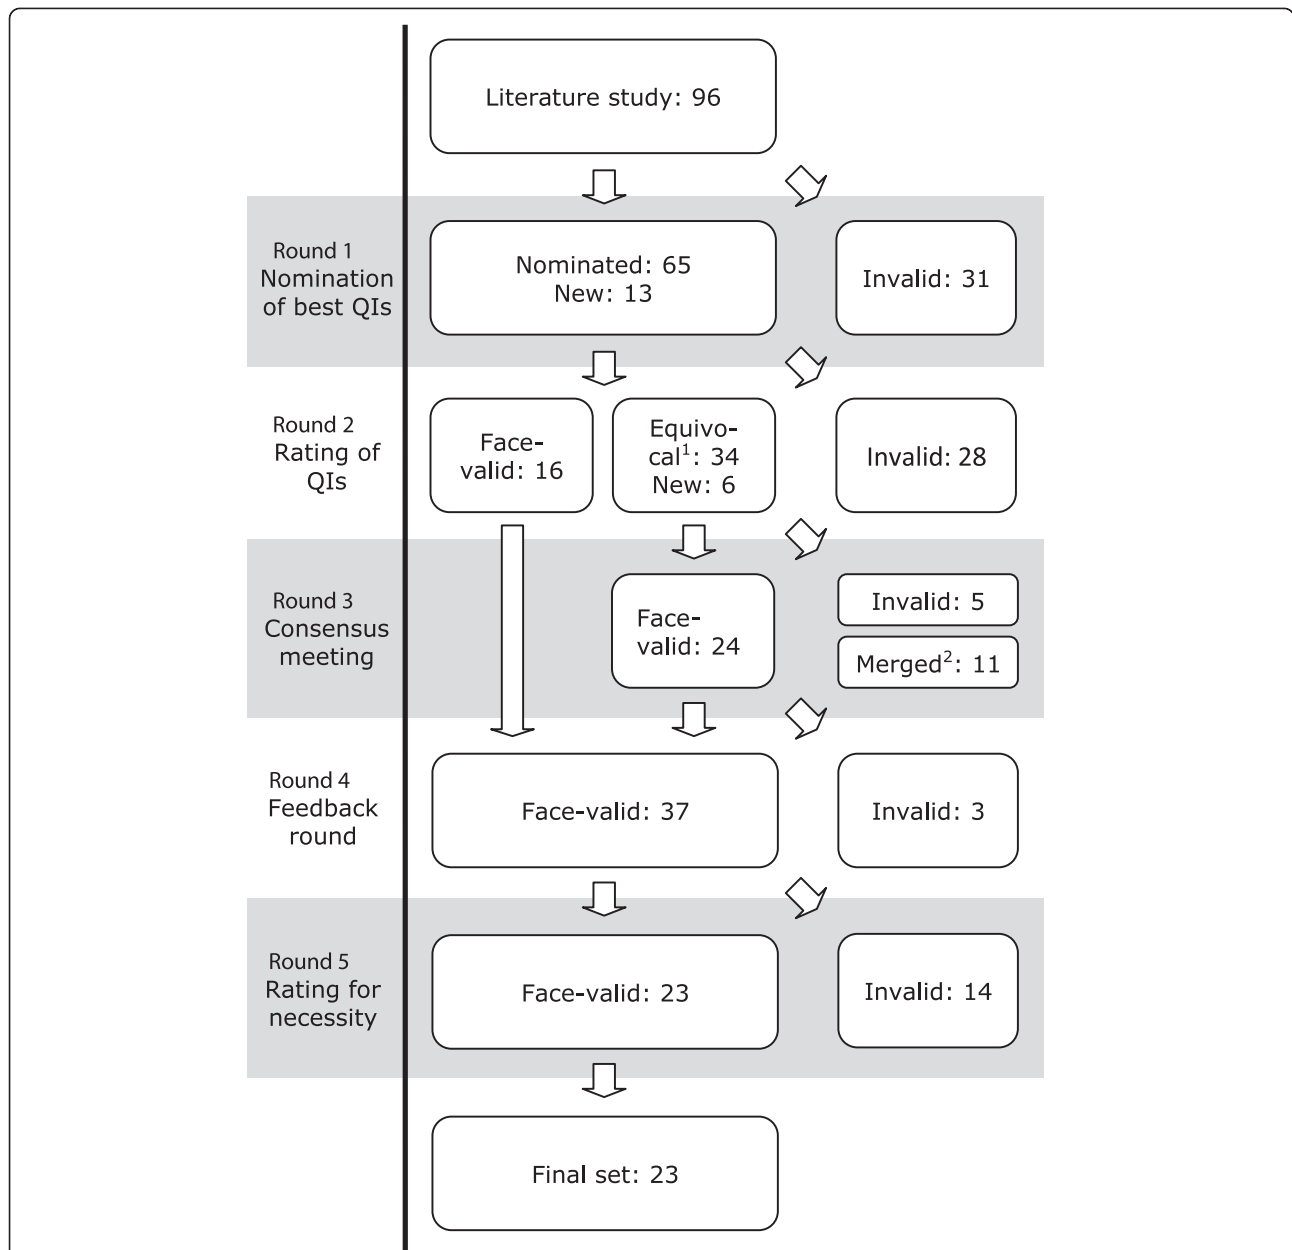 Literature study: 96
Round 1
Nomination
of best QIs
Nominated: 65
New: 13
Invalid: 31
Round 2
Rating of
QIs
Face-
valid: 16
Equivo-
cal¹: 34
New: 6
Invalid: 28
Round 3
Consensus
meeting
Face-
valid: 24
Invalid: 5
Merged²: 11
Round 4
Feedback
round
Face-valid: 37
Invalid: 3
Round 5
Rating for
necessity
Face-valid: 23
Invalid: 14
Final set: 23